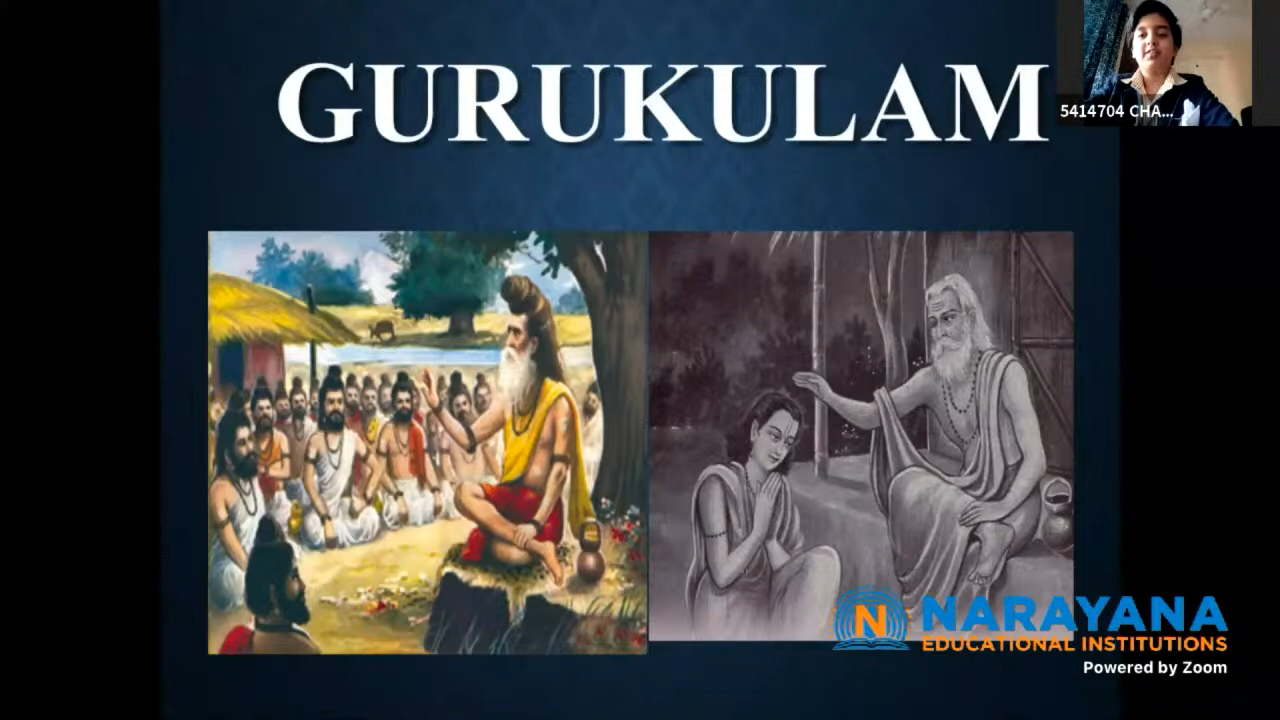 GURUKULAM
5414704 CHA...
N NARAYANA
EDUCATIONAL INSTITUTIONS
Powered by Zoom